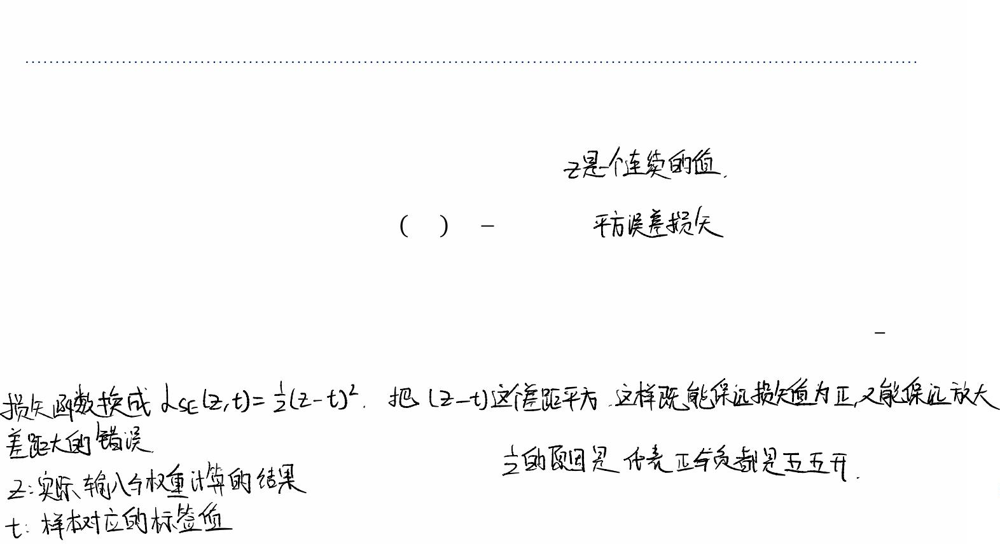 z是一个连续的值.
( ) −
平方误差损失
−
损失函数换成 LSE(z,t)=½(z-t)². 把 (z-t)这个差距平方.这样既能保证损失值为正,又能保证放大
差距大的错误.
½的原因是 代表正与负都是五五开.
z:实际输入与权重计算的结果
t: 样本对应的标签值